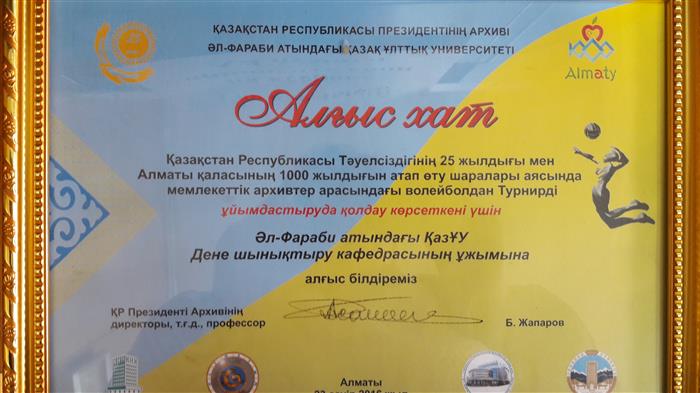 ҚАЗАҚСТАН РЕСПУБЛИКАСЫ ПРЕЗИДЕНТІНІҢ АРХИВІ
ӘЛ-ФАРАБИ АТЫНДАҒЫ ҚАЗАҚ ҰЛТТЫҚ УНИВЕРСИТЕТІ
Almaty
Алғыс хат
Қазақстан Республикасы Тәуелсіздігінің 25 жылдығы мен
Алматы қаласының 1000 жылдығын атап өту шаралары аясында
мемлекеттік архивтер арасындағы волейболдан Турнирді
ұйымдастыруда қолдау көрсеткені үшін
Әл-Фараби атындағы ҚазҰУ
Дене шынықтыру кафедрасының ұжымына
алғыс білдіреміз
ҚР Президенті Архивінің
директоры, т.ғ.д., профессор
Б. Жапаров
Алматы